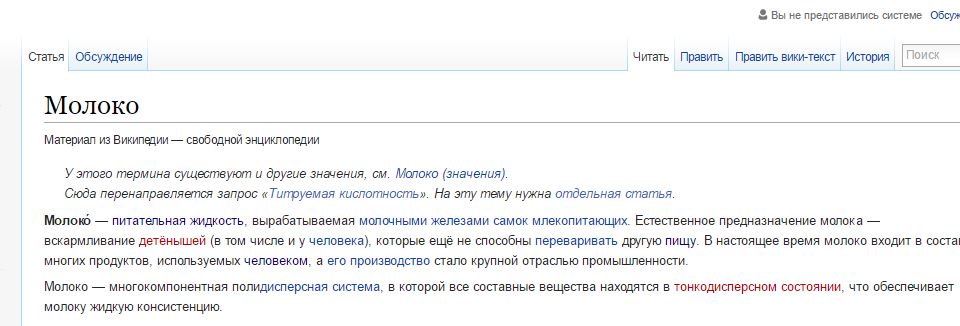 Вы не представились системе Обсуж
Статья Обсуждение Читать Править Править вики-текст История Поиск
Молоко
Материал из Википедии — свободной энциклопедии
У этого термина существуют и другие значения, см. Молоко (значения).
Сюда перенаправляется запрос «Титруемая кислотность». На эту тему нужна отдельная статья.
Молоко́ — питательная жидкость, вырабатываемая молочными железами самок млекопитающих. Естественное предназначение молока —
вскармливание детёнышей (в том числе и у человека), которые ещё не способны переваривать другую пищу. В настоящее время молоко входит в соста
многих продуктов, используемых человеком, а его производство стало крупной отраслью промышленности.
Молоко — многокомпонентная полидисперсная система, в которой все составные вещества находятся в тонкодисперсном состоянии, что обеспечивает
молоку жидкую консистенцию.